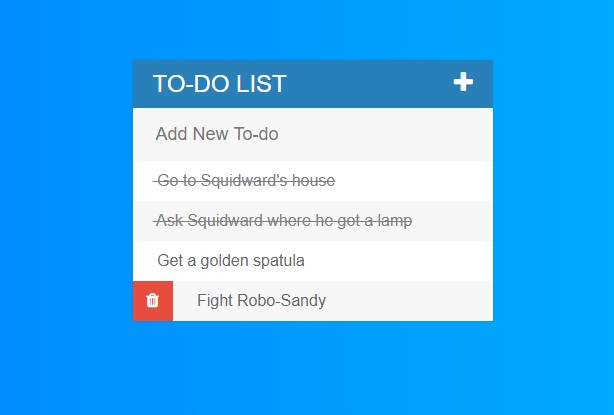 TO-DO LIST
Add New To-do
Go to Squidward's house
Ask Squidward where he got a lamp
Get a golden spatula
Fight Robo-Sandy